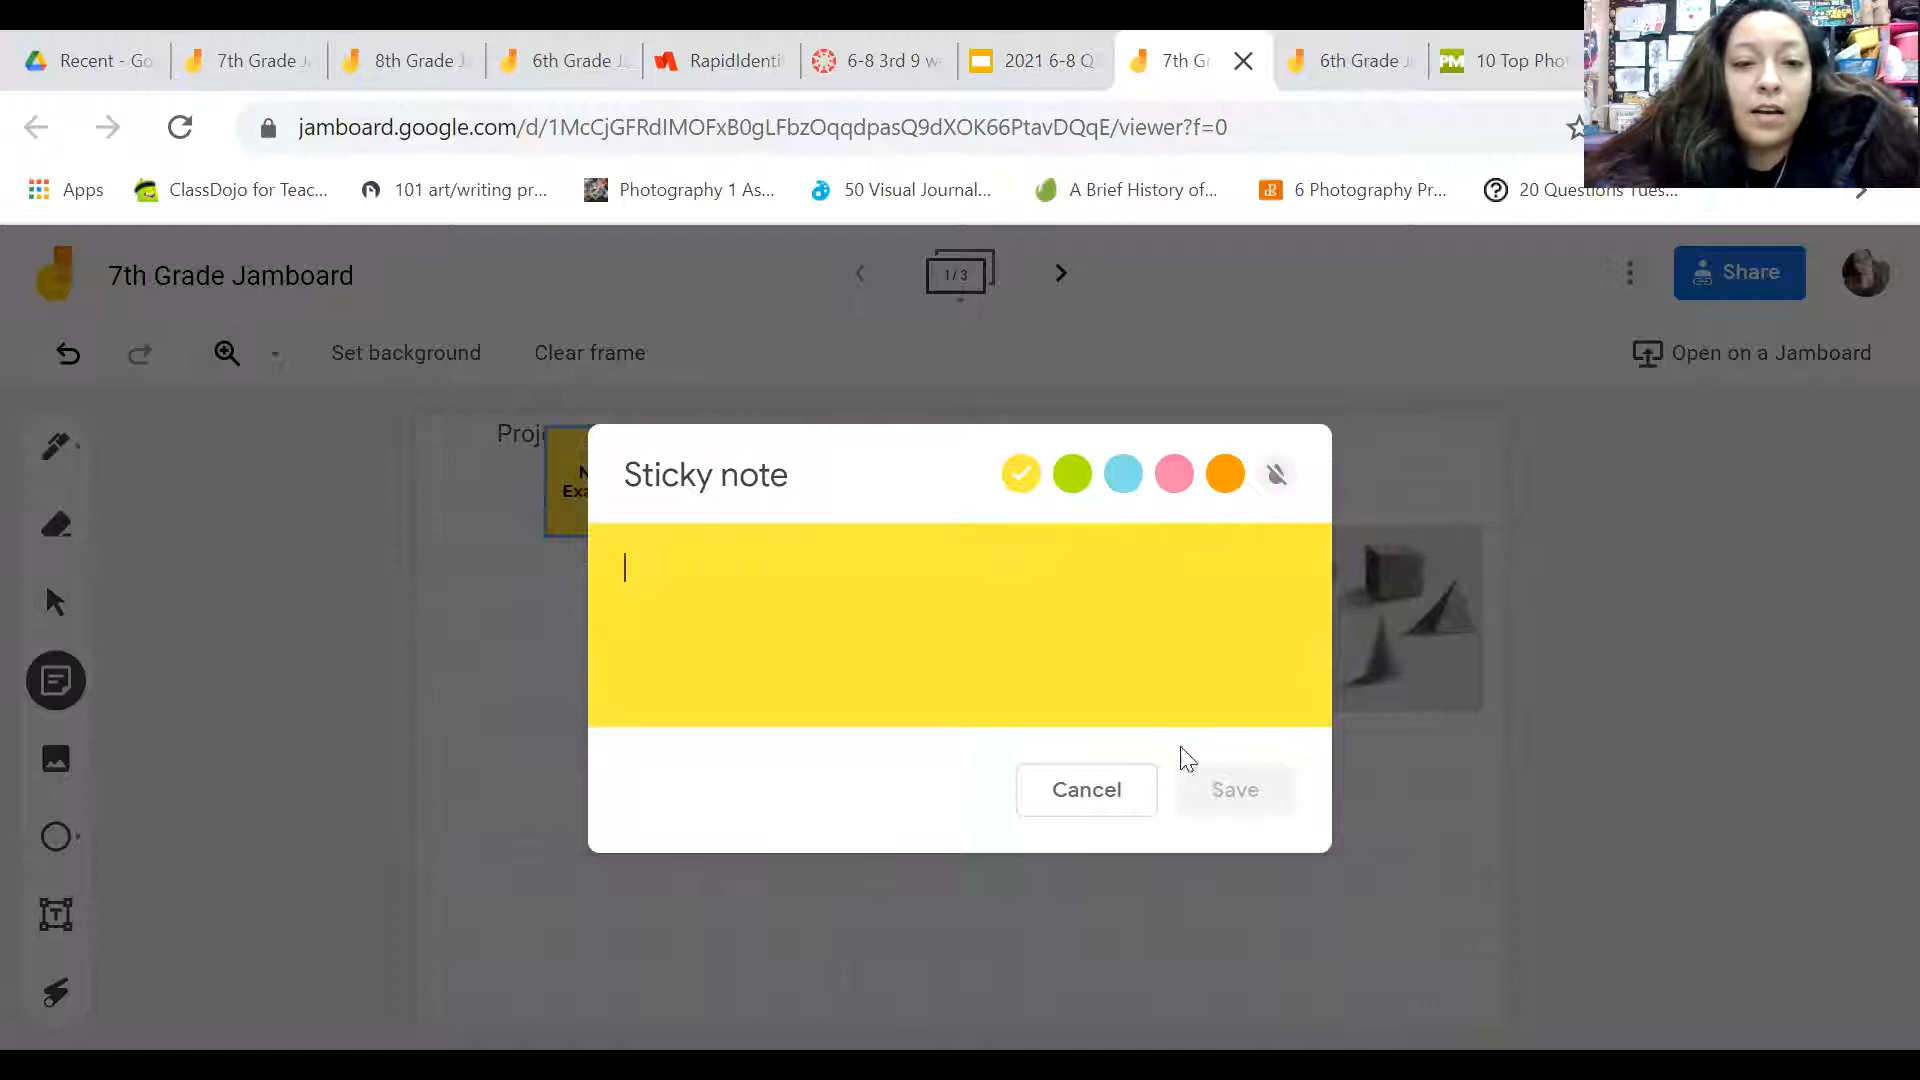 Recent - Go
7th Grade J
8th Grade J
6th Grade J
RapidIdenti
6-8 3rd 9 w
2021 6-8 Q
7th Gr
6th Grade J
PM
10 Top Pho
jamboard.google.com/d/1McCjGFRdIMOFxB0gLFbzOqqdpasQ9dXOK66PtavDQqE/viewer?f=0
Apps
ClassDojo for Teac...
101 art/writing pr...
Photography 1 As...
50 Visual Journal...
A Brief History of...
6 Photography Pr...
20 Questions Tues...
7th Grade Jamboard
1 / 3
Share
Set background
Clear frame
Open on a Jamboard
Proj
N
Exa
Sticky note
Cancel
Save